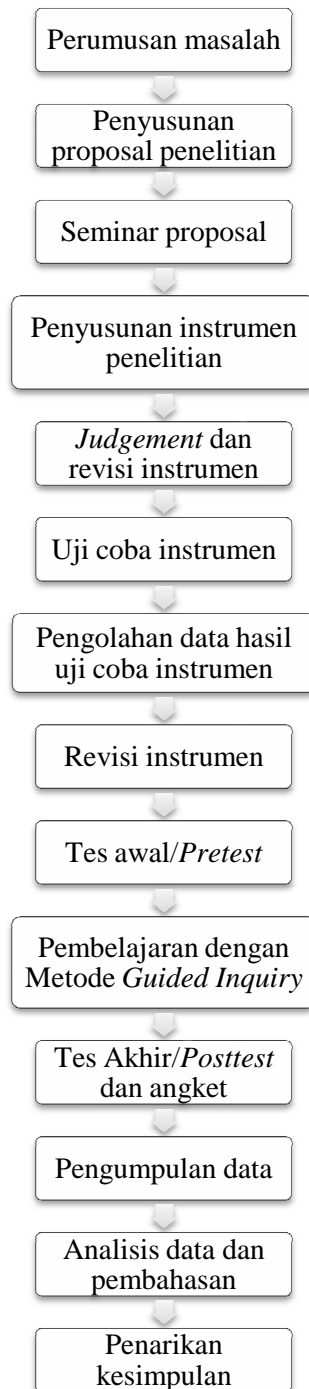 Perumusan masalah
Penyusunan
proposal penelitian
Seminar proposal
Penyusunan instrumen
penelitian
Judgement dan
revisi instrumen
Uji coba instrumen
Pengolahan data hasil
uji coba instrumen
Revisi instrumen
Tes awal/Pretest
Pembelajaran dengan
Metode Guided Inquiry
Tes Akhir/Posttest
dan angket
Pengumpulan data
Analisis data dan
pembahasan
Penarikan
kesimpulan